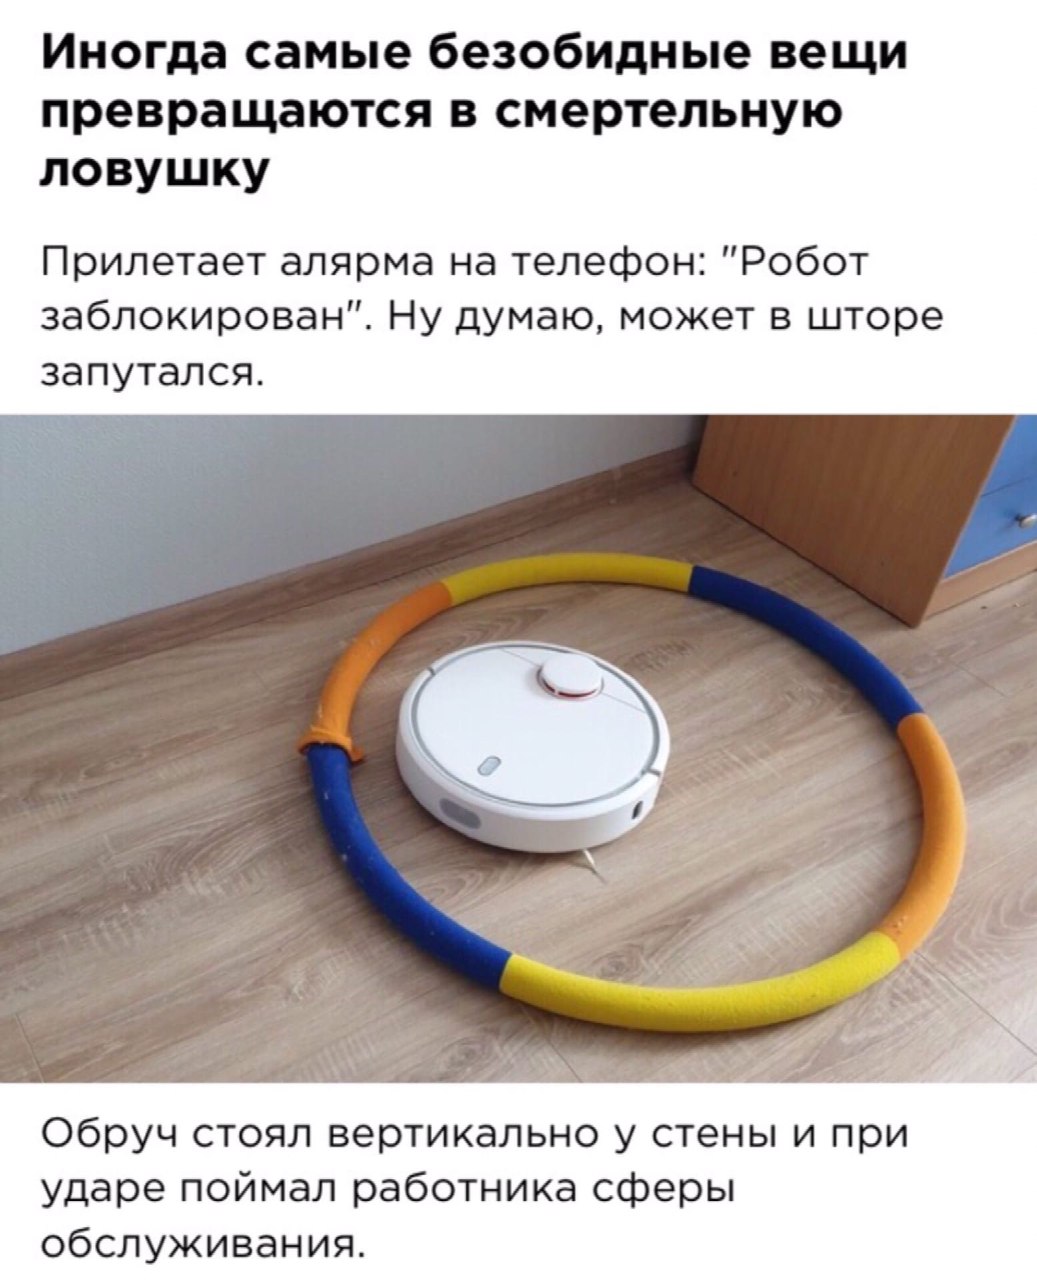 Иногда самые безобидные вещи
превращаются в смертельную
ловушку
Прилетает алярма на телефон: "Робот
заблокирован". Ну думаю, может в шторе
запутался.
Обруч стоял вертикально у стены и при
ударе поймал работника сферы
обслуживания.